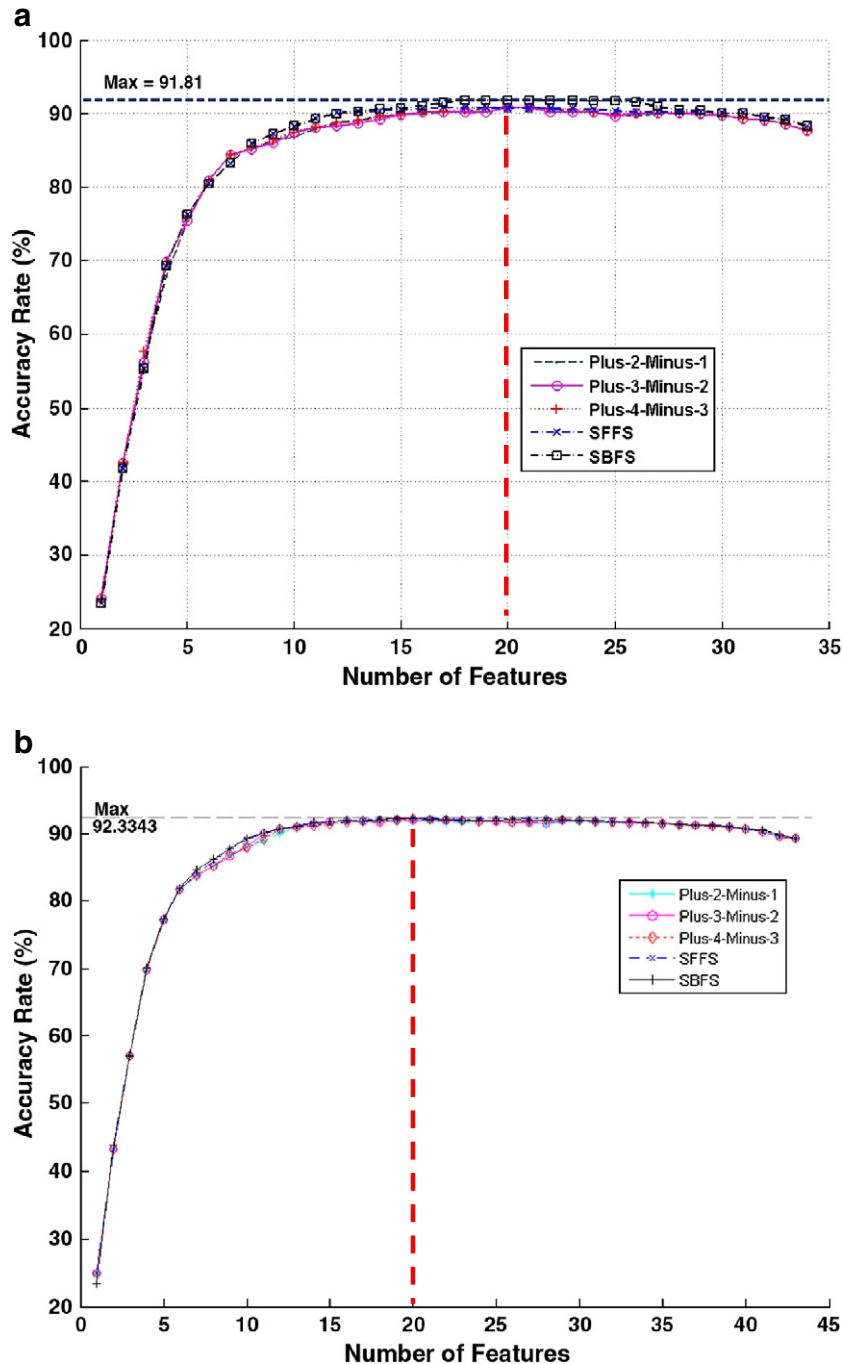 a
100
90
80
70
60
50
40
30
20
Max = 91.81
Accuracy Rate (%)
Plus-2-Minus-1
Plus-3-Minus-2
Plus-4-Minus-3
SFFS
SBFS
0 5 10 15 20 25 30 35
Number of Features
b
100
90
80
70
60
50
40
30
20
Max
92.3343
Accuracy Rate (%)
Plus-2-Minus-1
Plus-3-Minus-2
Plus-4-Minus-3
SFFS
SBFS
0 5 10 15 20 25 30 35 40 45
Number of Features